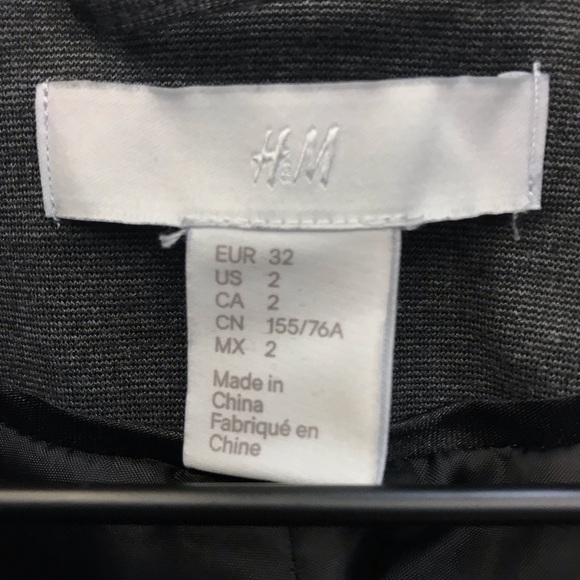 H&M
EUR 32
US 2
CA 2
CN 155/76A
MX 2
Made in
China
Fabriqué en
Chine